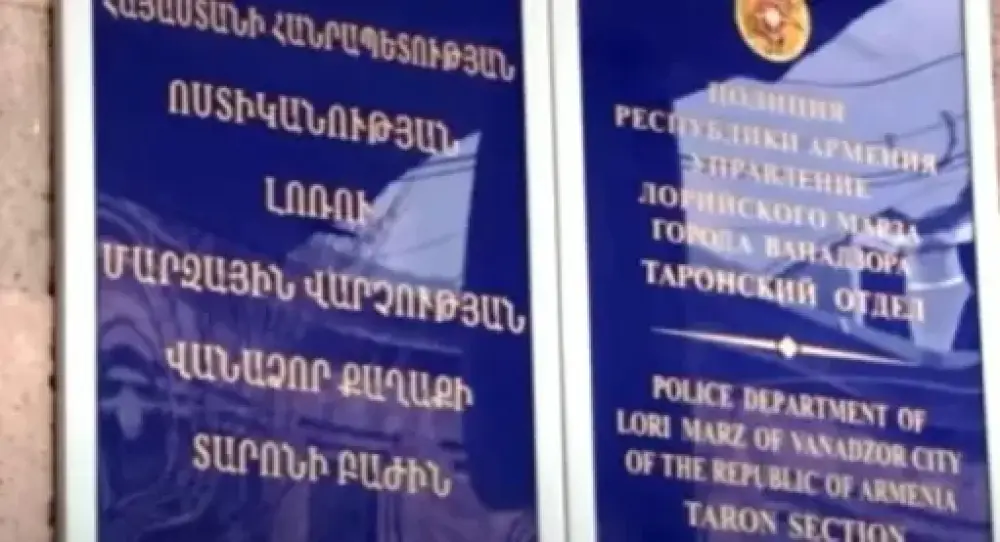 ՀԱՅԱՍՏԱՆԻ ՀԱՆՐԱՊԵՏՈՒԹՅԱՆ
ՈՍՏԻԿԱՆՈՒԹՅԱՆ
ԼՈՌՈՒ
ՄԱՐԶԱՅԻՆ ՎԱՐՉՈՒԹՅԱՆ
ՎԱՆԱՁՈՐ ՔԱՂԱՔԻ
ՏԱՐՈՆԻ ԲԱԺԻՆ
ПОЛИЦИЯ
РЕСПУБЛИКИ АРМЕНИЯ
УПРАВЛЕНИЕ
ЛОРИЙСКОГО МАРЗА
ГОРОДА ВАНАДЗОРА
ТАРОНСКИЙ ОТДЕЛ
POLICE DEPARTMENT OF
LORI MARZ OF VANADZOR CITY
OF THE REPUBLIC OF ARMENIA
TARON SECTION